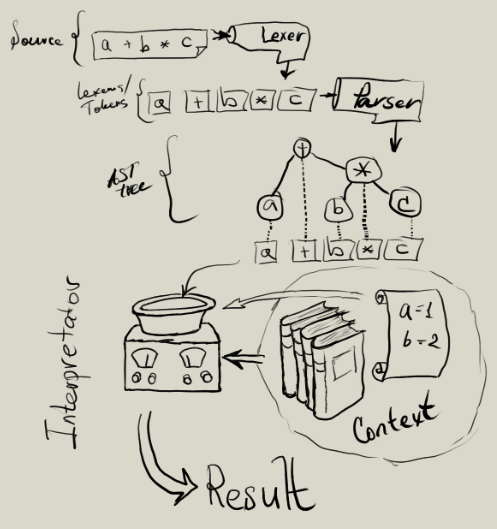 Source
a + b * c
Lexer
Lexems/
Tokens
a + b * c
Parser
AST
tree
+
*
a b c
a + b * c
Interpretator
a=1
b=2
Context
Result